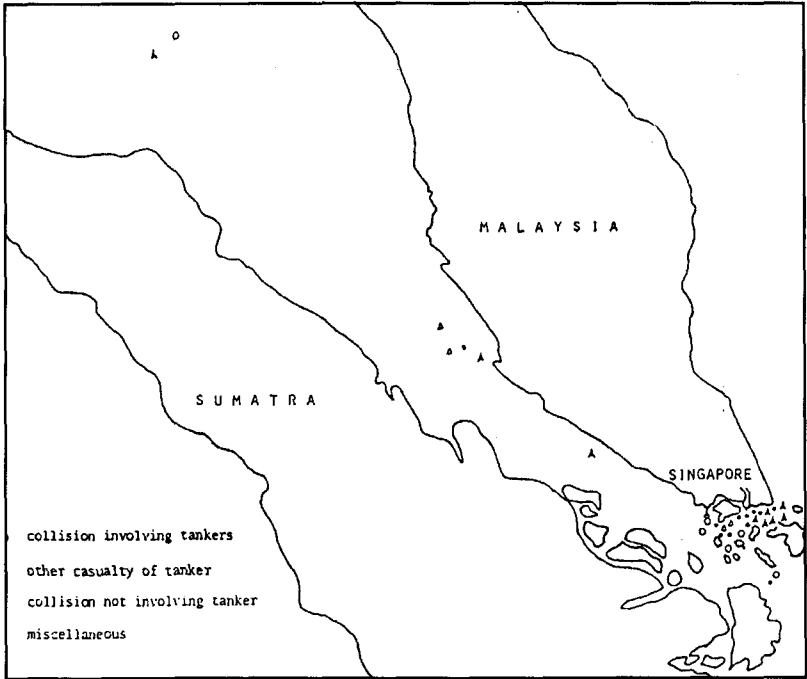 MALAYSIA
SUMATRA
SINGAPORE
collision involving tankers
other casualty of tanker
collision not involving tanker
miscellaneous